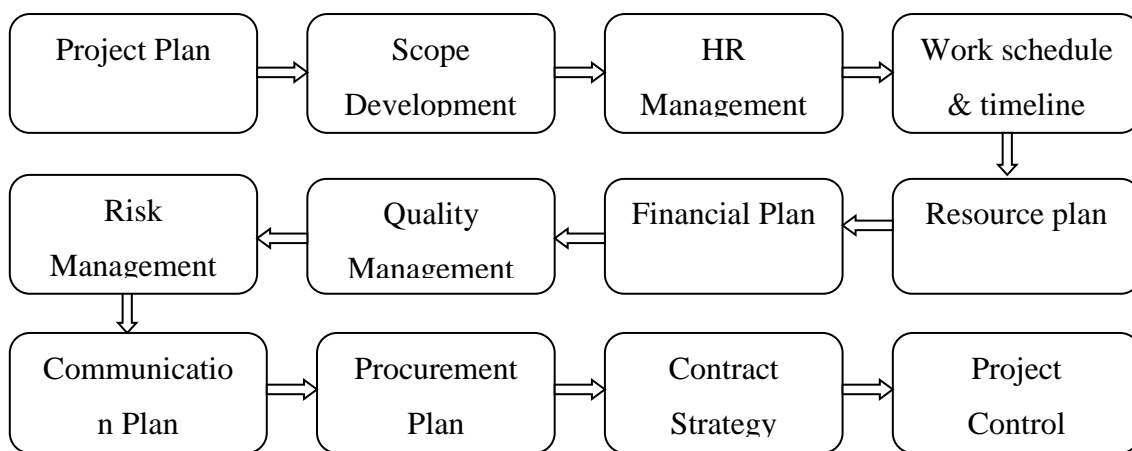 Project Plan
Scope
Development
HR
Management
Work schedule
& timeline
Resource plan
Financial Plan
Quality
Management
Risk
Management
Communicatio
n Plan
Procurement
Plan
Contract
Strategy
Project
Control